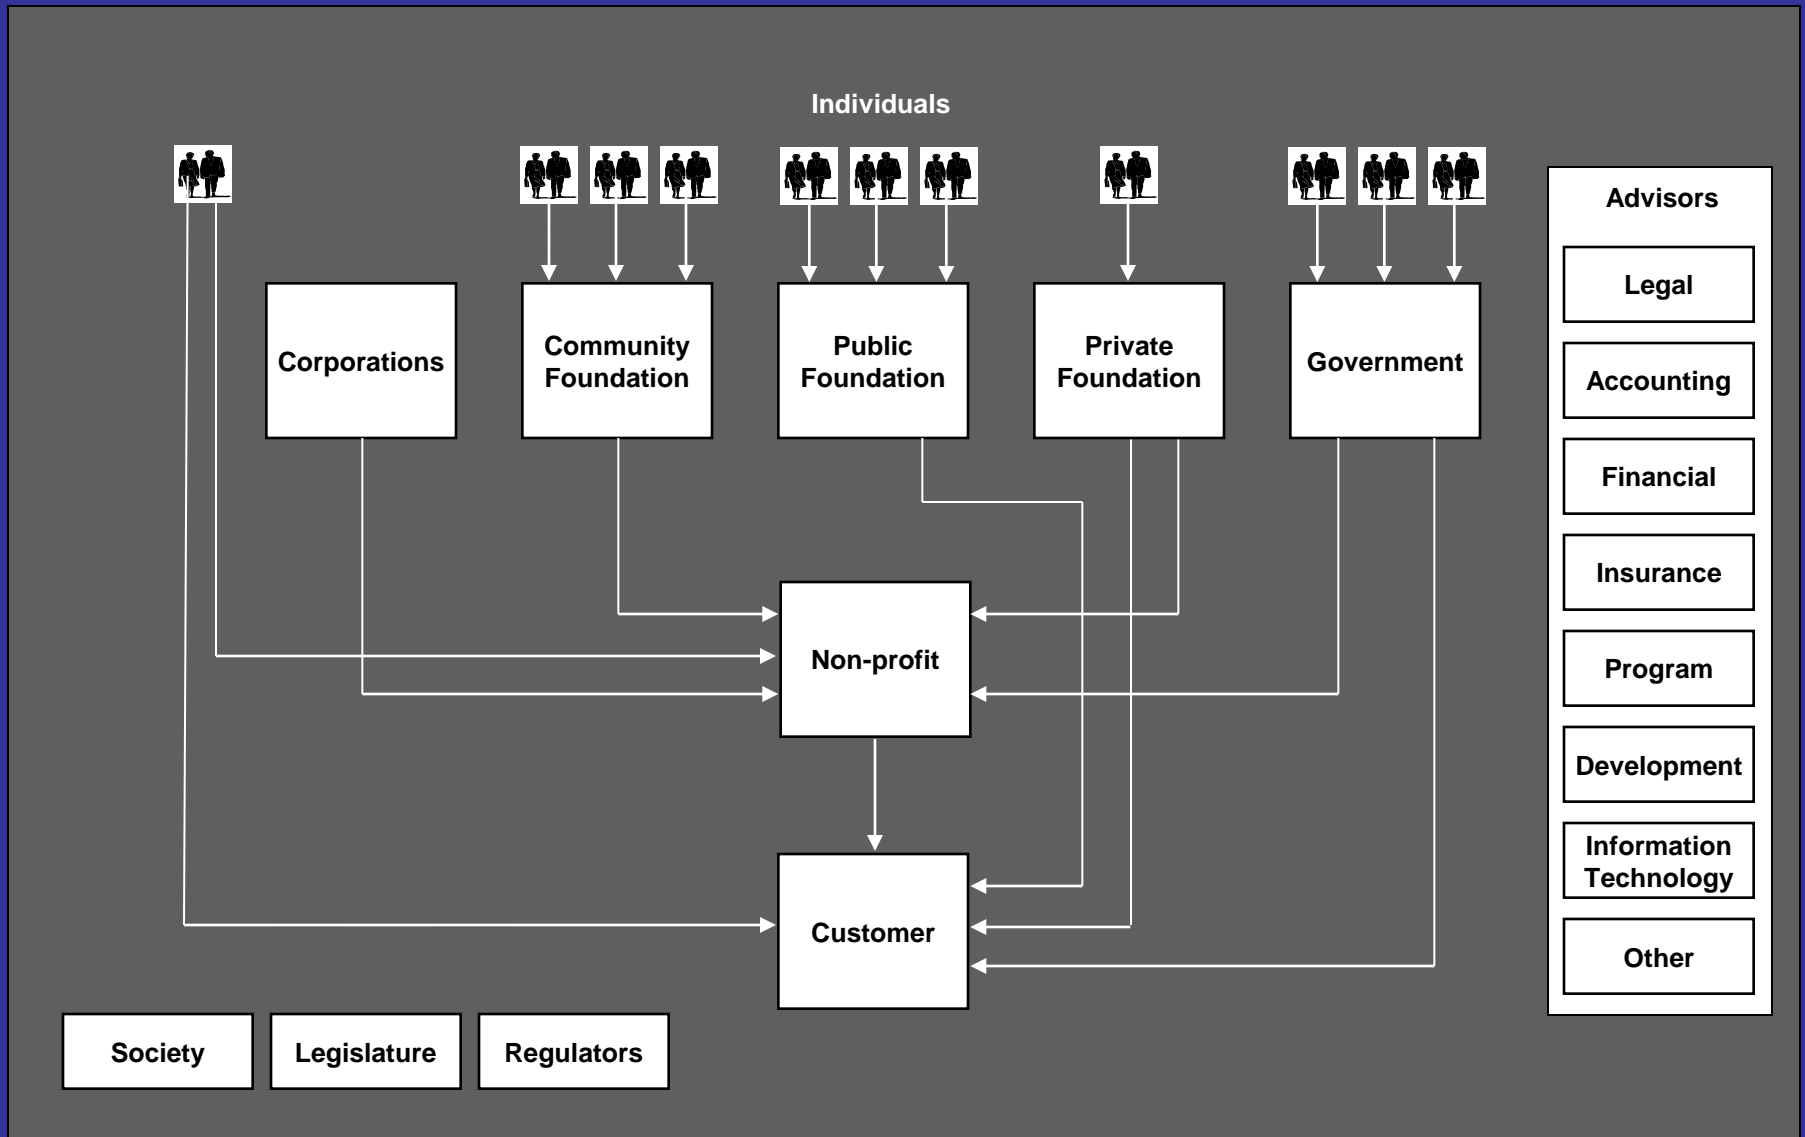 Individuals
Corporations
Community
Foundation
Public
Foundation
Private
Foundation
Government
Non-profit
Customer
Society
Legislature
Regulators
Advisors
Legal
Accounting
Financial
Insurance
Program
Development
Information
Technology
Other